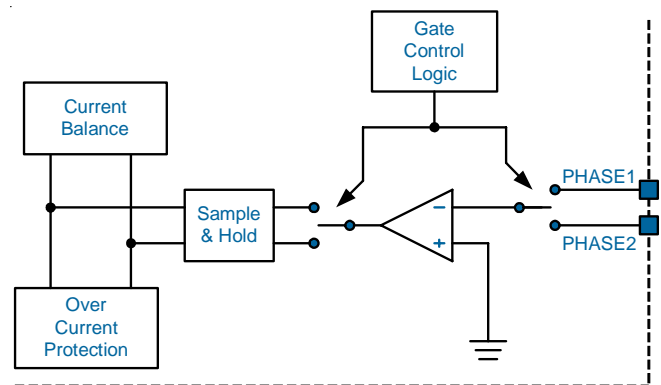 Gate
Control
Logic
Current
Balance
PHASE1
Sample
& Hold
−
+
PHASE2
Over
Current
Protection